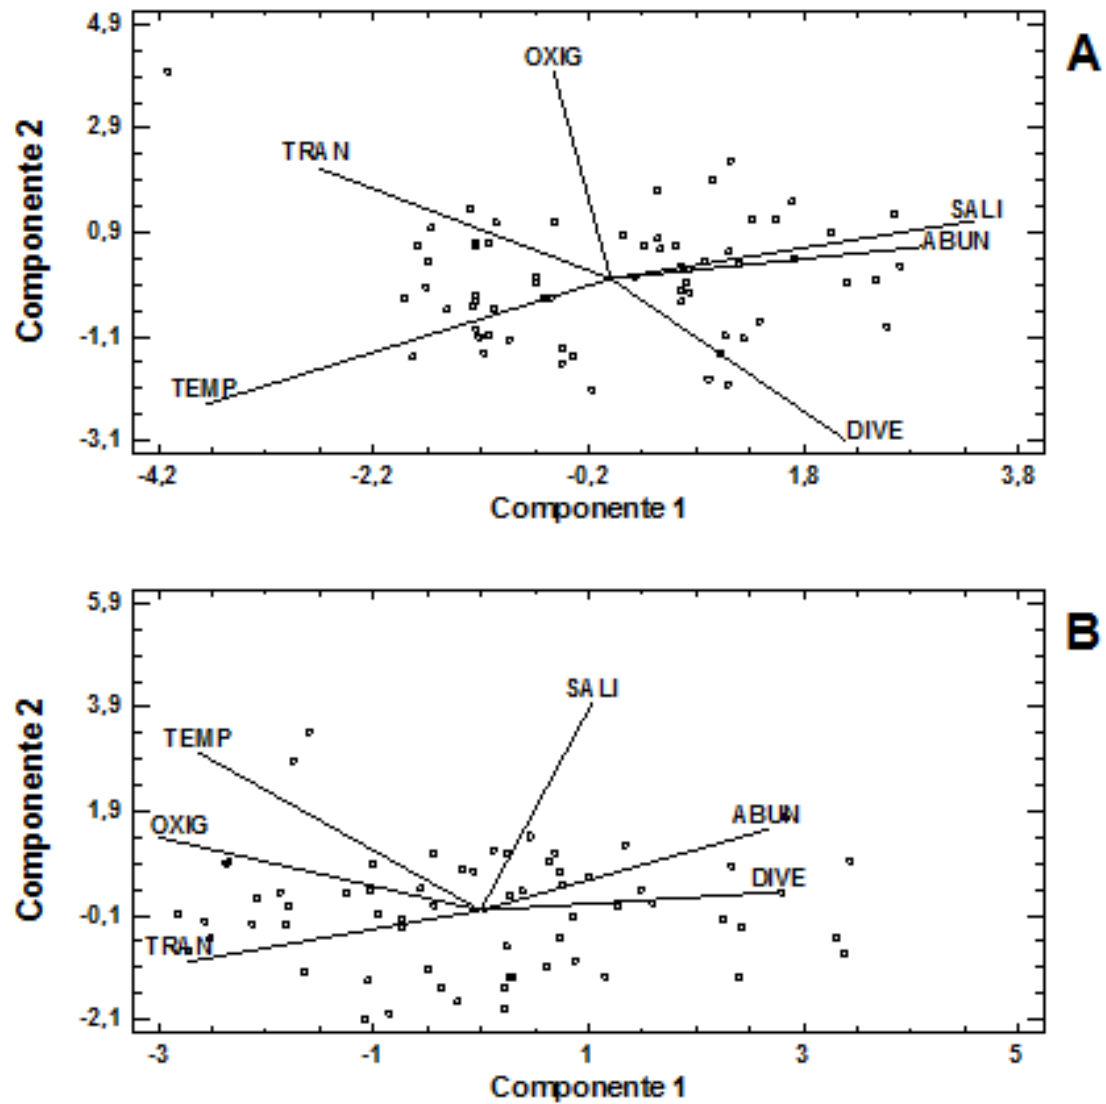 4,9
A
OXIG
2,9
TRAN
Componente 2
SALI
0,9
ABUN
-1,1
TEMP
DIVE
-3,1
-4,2 -2,2 -0,2 1,8 3,8
Componente 1
5,9
B
3,9
SALI
TEMP
Componente 2
1,9
OXIG
ABUN
DIVE
-0,1
TRAN
-2,1
-3 -1 1 3 5
Componente 1